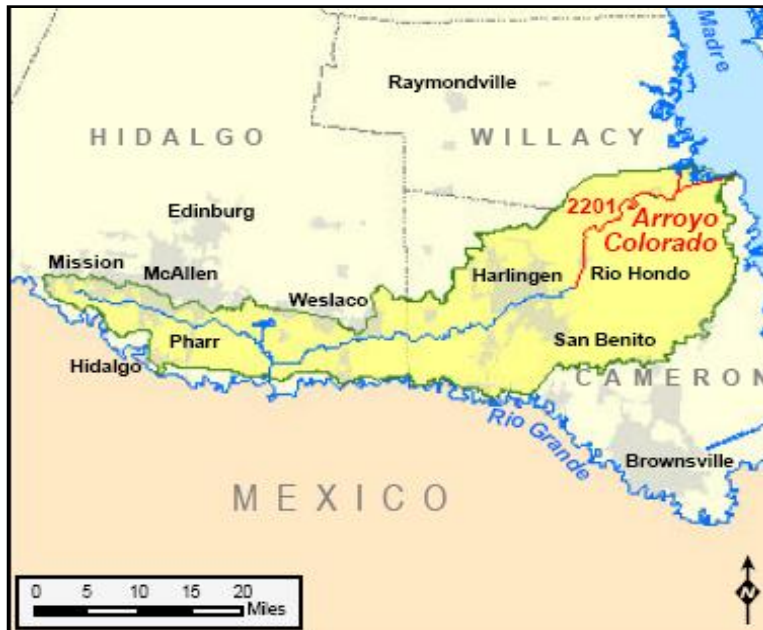 Madre
Raymondville
HIDALGO
WILLACY
Edinburg
2201
Arroyo
Colorado
Mission
McAllen
Weslaco
Harlingen
Rio Hondo
Pharr
San Benito
Hidalgo
CAMERON
Rio Grande
Brownsville
MEXICO
0 5 10 15 20
Miles
N